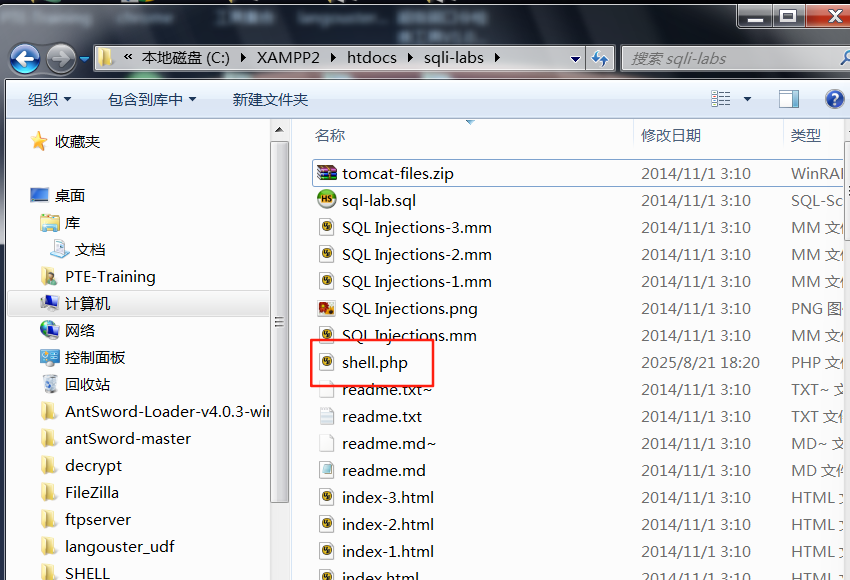 PTE Training chrome 工具集合 langouster...
« 本地磁盘 (C:) ▸ XAMPP2 ▸ htdocs ▸ sqli-labs ▸ 搜索 sqli-labs
组织 包含到库中 新建文件夹
收藏夹
桌面
库
文档
PTE-Training
计算机
网络
控制面板
回收站
AntSword-Loader-v4.0.3-wi
antSword-master
decrypt
FileZilla
ftpserver
langouster_udf
SHELL
名称 修改日期 类型
tomcat-files.zip 2014/11/1 3:10 WinRA
sql-lab.sql 2014/11/1 3:10 SQL-Sc
SQL Injections-3.mm 2014/11/1 3:10 MM 文
SQL Injections-2.mm 2014/11/1 3:10 MM 文
SQL Injections-1.mm 2014/11/1 3:10 MM 文
SQL Injections.png 2014/11/1 3:10 PNG 图
SQL Injections.mm 2014/11/1 3:10 MM 文
shell.php 2025/8/21 18:20 PHP 文
readme.txt~ 2014/11/1 3:10 TXT~ 文
readme.txt 2014/11/1 3:10 TXT 文
readme.md~ 2014/11/1 3:10 MD~ 文
readme.md 2014/11/1 3:10 MD 文
index-3.html 2014/11/1 3:10 HTML
index-2.html 2014/11/1 3:10 HTML
index-1.html 2014/11/1 3:10 HTML
index.html 2014/11/1 3:10 HTML